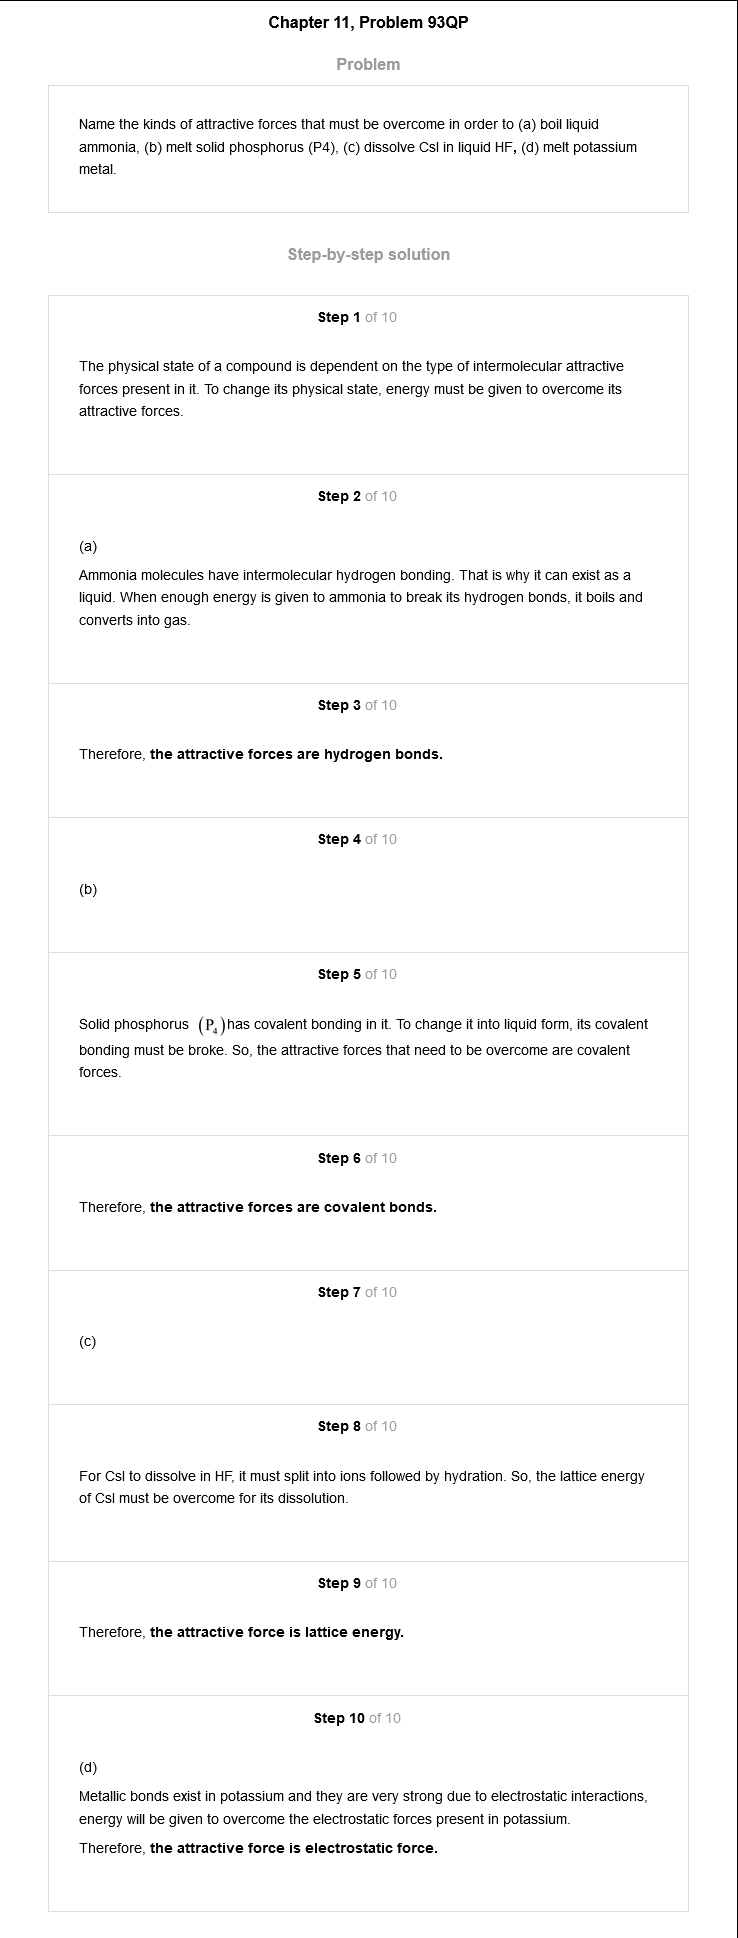 Chapter 11, Problem 93QP
Problem
Name the kinds of attractive forces that must be overcome in order to (a) boil liquid
ammonia, (b) melt solid phosphorus (P4), (c) dissolve CsI in liquid HF, (d) melt potassium
metal.
Step-by-step solution
Step 1 of 10
The physical state of a compound is dependent on the type of intermolecular attractive
forces present in it. To change its physical state, energy must be given to overcome its
attractive forces.
Step 2 of 10
(a)
Ammonia molecules have intermolecular hydrogen bonding. That is why it can exist as a
liquid. When enough energy is given to ammonia to break its hydrogen bonds, it boils and
converts into gas.
Step 3 of 10
Therefore, the attractive forces are hydrogen bonds.
Step 4 of 10
(b)
Step 5 of 10
Solid phosphorus (P₄) has covalent bonding in it. To change it into liquid form, its covalent
bonding must be broke. So, the attractive forces that need to be overcome are covalent
forces.
Step 6 of 10
Therefore, the attractive forces are covalent bonds.
Step 7 of 10
(c)
Step 8 of 10
For CsI to dissolve in HF, it must split into ions followed by hydration. So, the lattice energy
of CsI must be overcome for its dissolution.
Step 9 of 10
Therefore, the attractive force is lattice energy.
Step 10 of 10
(d)
Metallic bonds exist in potassium and they are very strong due to electrostatic interactions,
energy will be given to overcome the electrostatic forces present in potassium.
Therefore, the attractive force is electrostatic force.